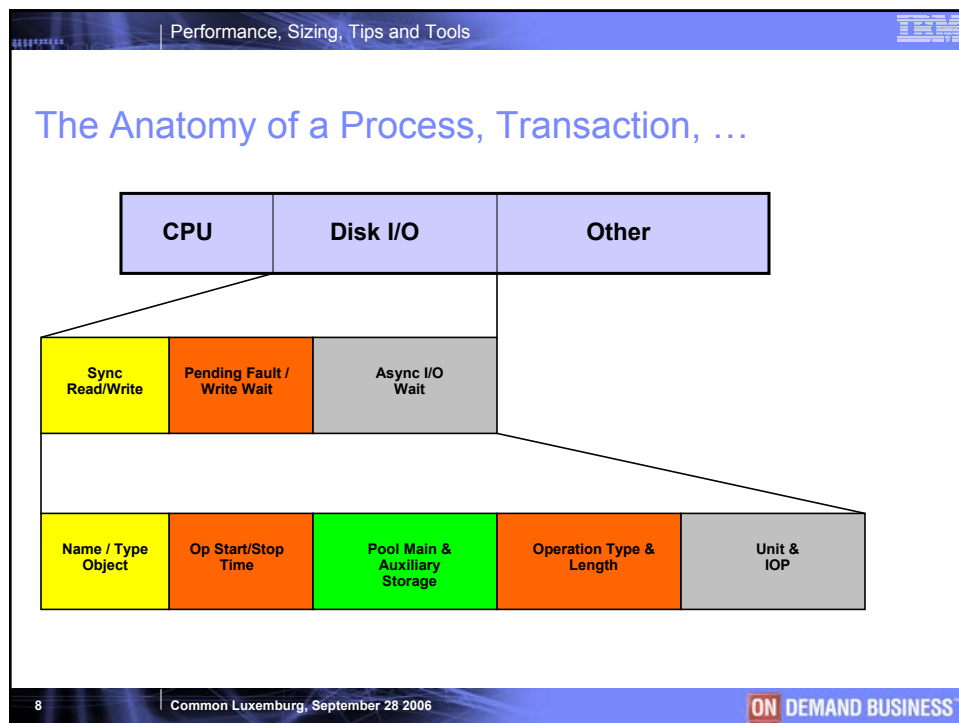 Performance, Sizing, Tips and Tools
IBM
The Anatomy of a Process, Transaction, …
CPU
Disk I/O
Other
Sync
Read/Write
Pending Fault /
Write Wait
Async I/O
Wait
Name / Type
Object
Op Start/Stop
Time
Pool Main &
Auxiliary
Storage
Operation Type &
Length
Unit &
IOP
8
Common Luxemburg, September 28 2006
ON DEMAND BUSINESS™